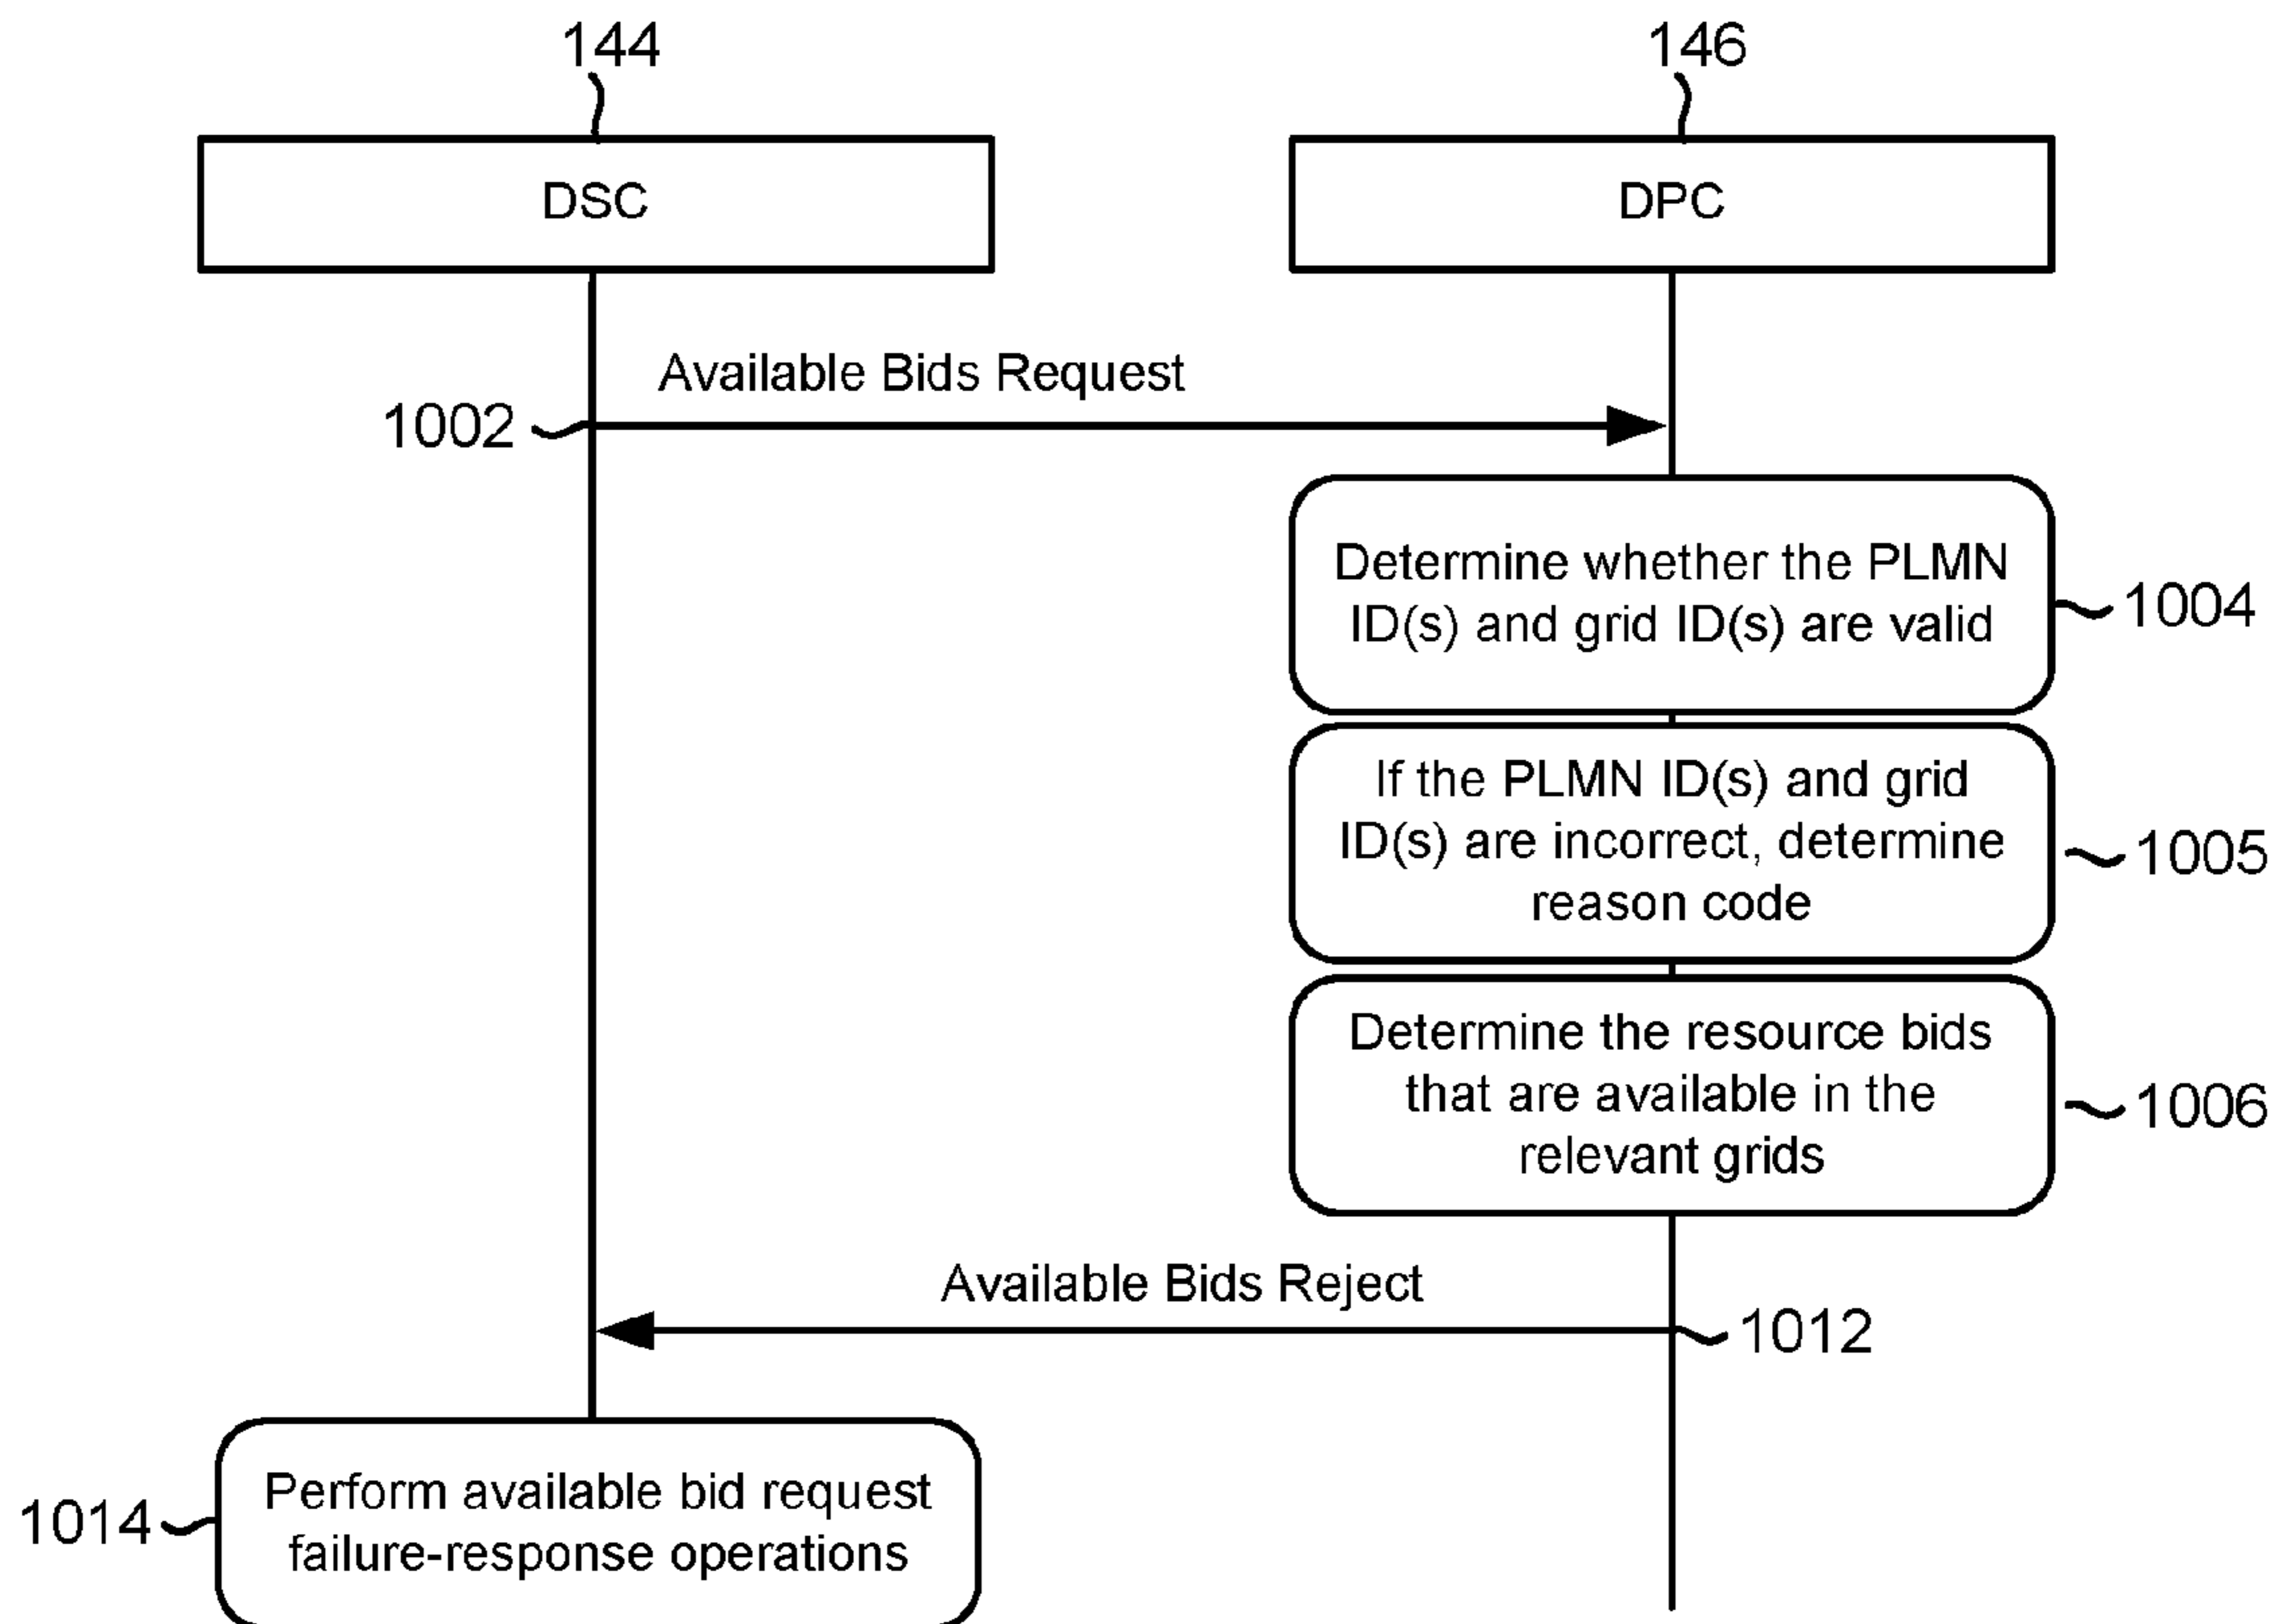 144
146
DSC
DPC
Available Bids Request
1002
Determine whether the PLMN
ID(s) and grid ID(s) are valid
1004
If the PLMN ID(s) and grid
ID(s) are incorrect, determine
reason code
1005
Determine the resource bids
that are available in the
relevant grids
1006
Available Bids Reject
1012
Perform available bid request
failure-response operations
1014